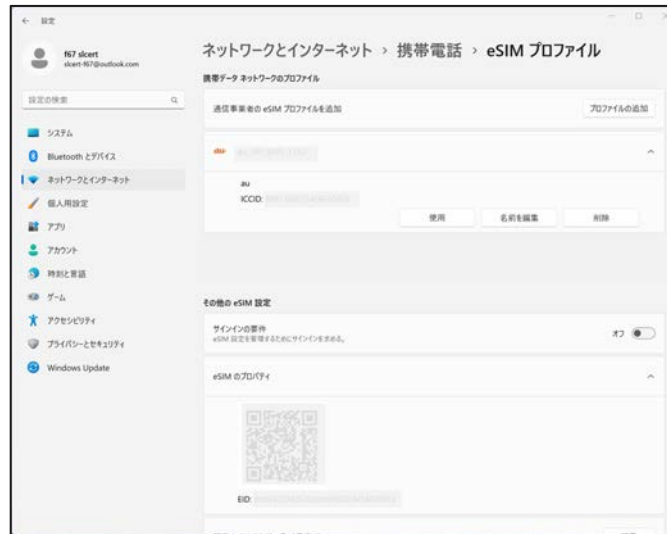 ← 設定
f67 slcert
slcert-f67@outlook.com
設定の検索
システム
Bluetooth とデバイス
ネットワークとインターネット
個人用設定
アプリ
アカウント
時刻と言語
ゲーム
アクセシビリティ
プライバシーとセキュリティ
Windows Update
ネットワークとインターネット > 携帯電話 > eSIM プロファイル
携帯データ ネットワークのプロファイル
通信事業者の eSIM プロファイルを追加
プロファイルの追加
au
au
ICCID:
使用 名前を編集 削除
その他の eSIM 設定
サインインの要件
オフ
eSIM 設定を管理するためにサインインを求める。
eSIM のプロパティ
EID: